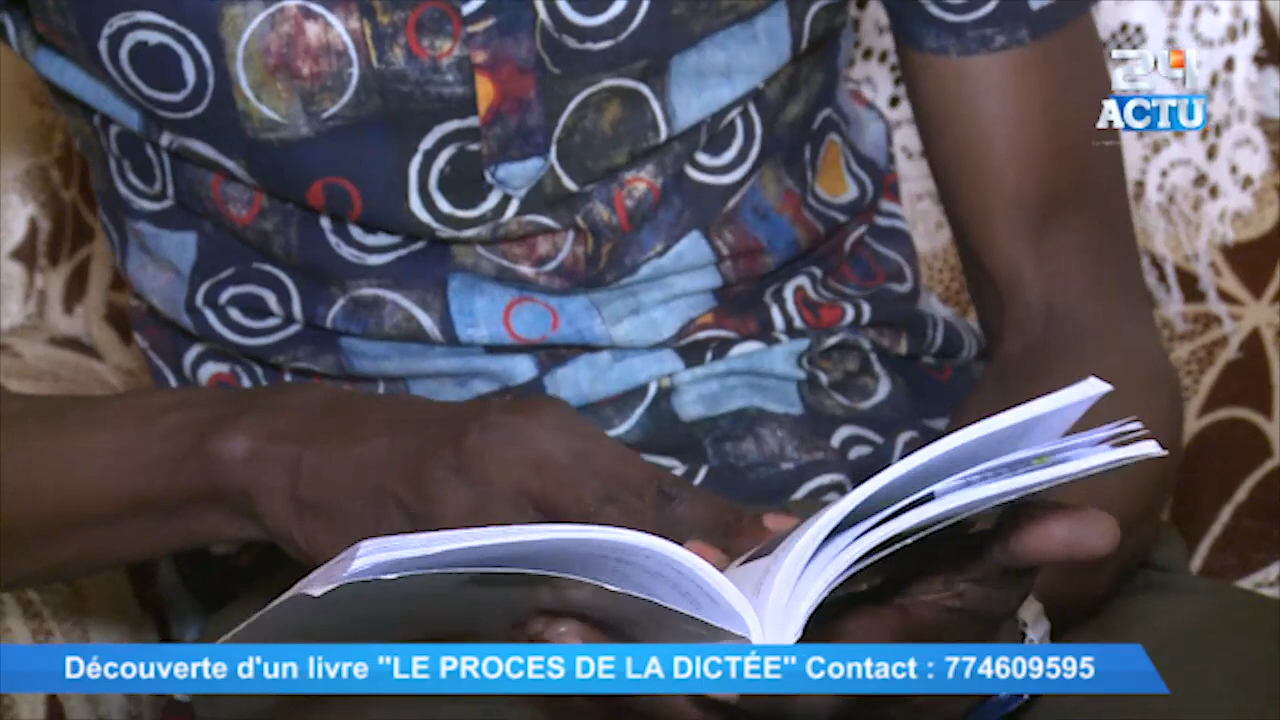 24
ACTU
Découverte d'un livre "LE PROCES DE LA DICTÉE" Contact : 774609595